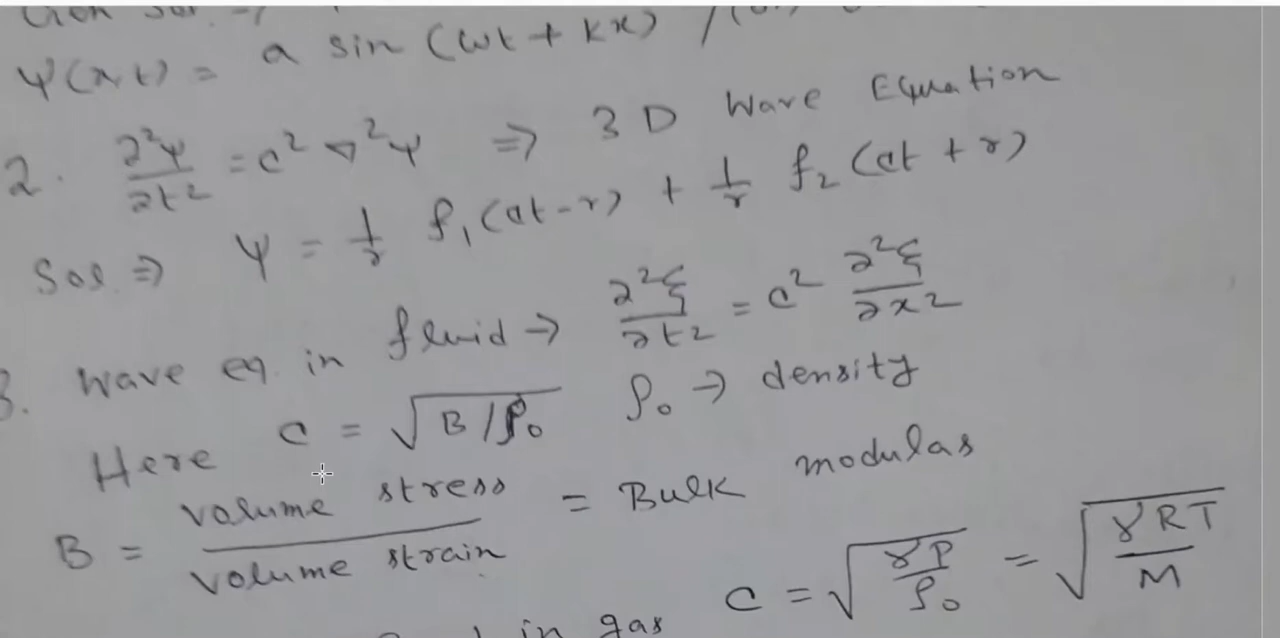 ψ(x,t) = a sin (ωt + kx) /
2. ∂²ψ/∂t² = c² ∇²ψ ⇒ 3D Wave Equation
Sol ⇒ ψ = 1/r f₁(ct-r) + 1/r f₂(ct + r)
3. Wave eq. in fluid → ∂²ξ/∂t² = c² ∂²ξ/∂x²
Here c = √B/ρ₀ ρ₀ → density
B = volume stress/volume strain = Bulk modulas
in gas c = √γP/ρ₀ = √γRT/M